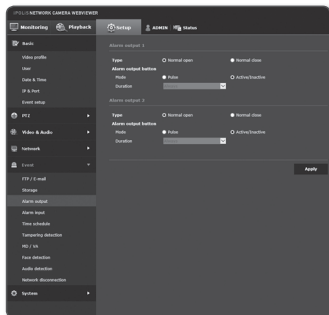 iPOLiS NETWORK CAMERA WEBVIEWER
Monitoring Playback Setup ADMIN Status
Basic
Video profile
User
Date & Time
IP & Port
Event setup
PTZ
Video & Audio
Network
Event
FTP / E-mail
Storage
Alarm output
Alarm input
Time schedule
Tampering detection
MD / VA
Face detection
Audio detection
Network disconnection
System
Alarm output 1
Type Normal open Normal close
Alarm output button
Mode Pulse Active/Inactive
Duration
Alarm output 2
Type Normal open Normal close
Alarm output button
Mode Pulse Active/Inactive
Duration
Apply